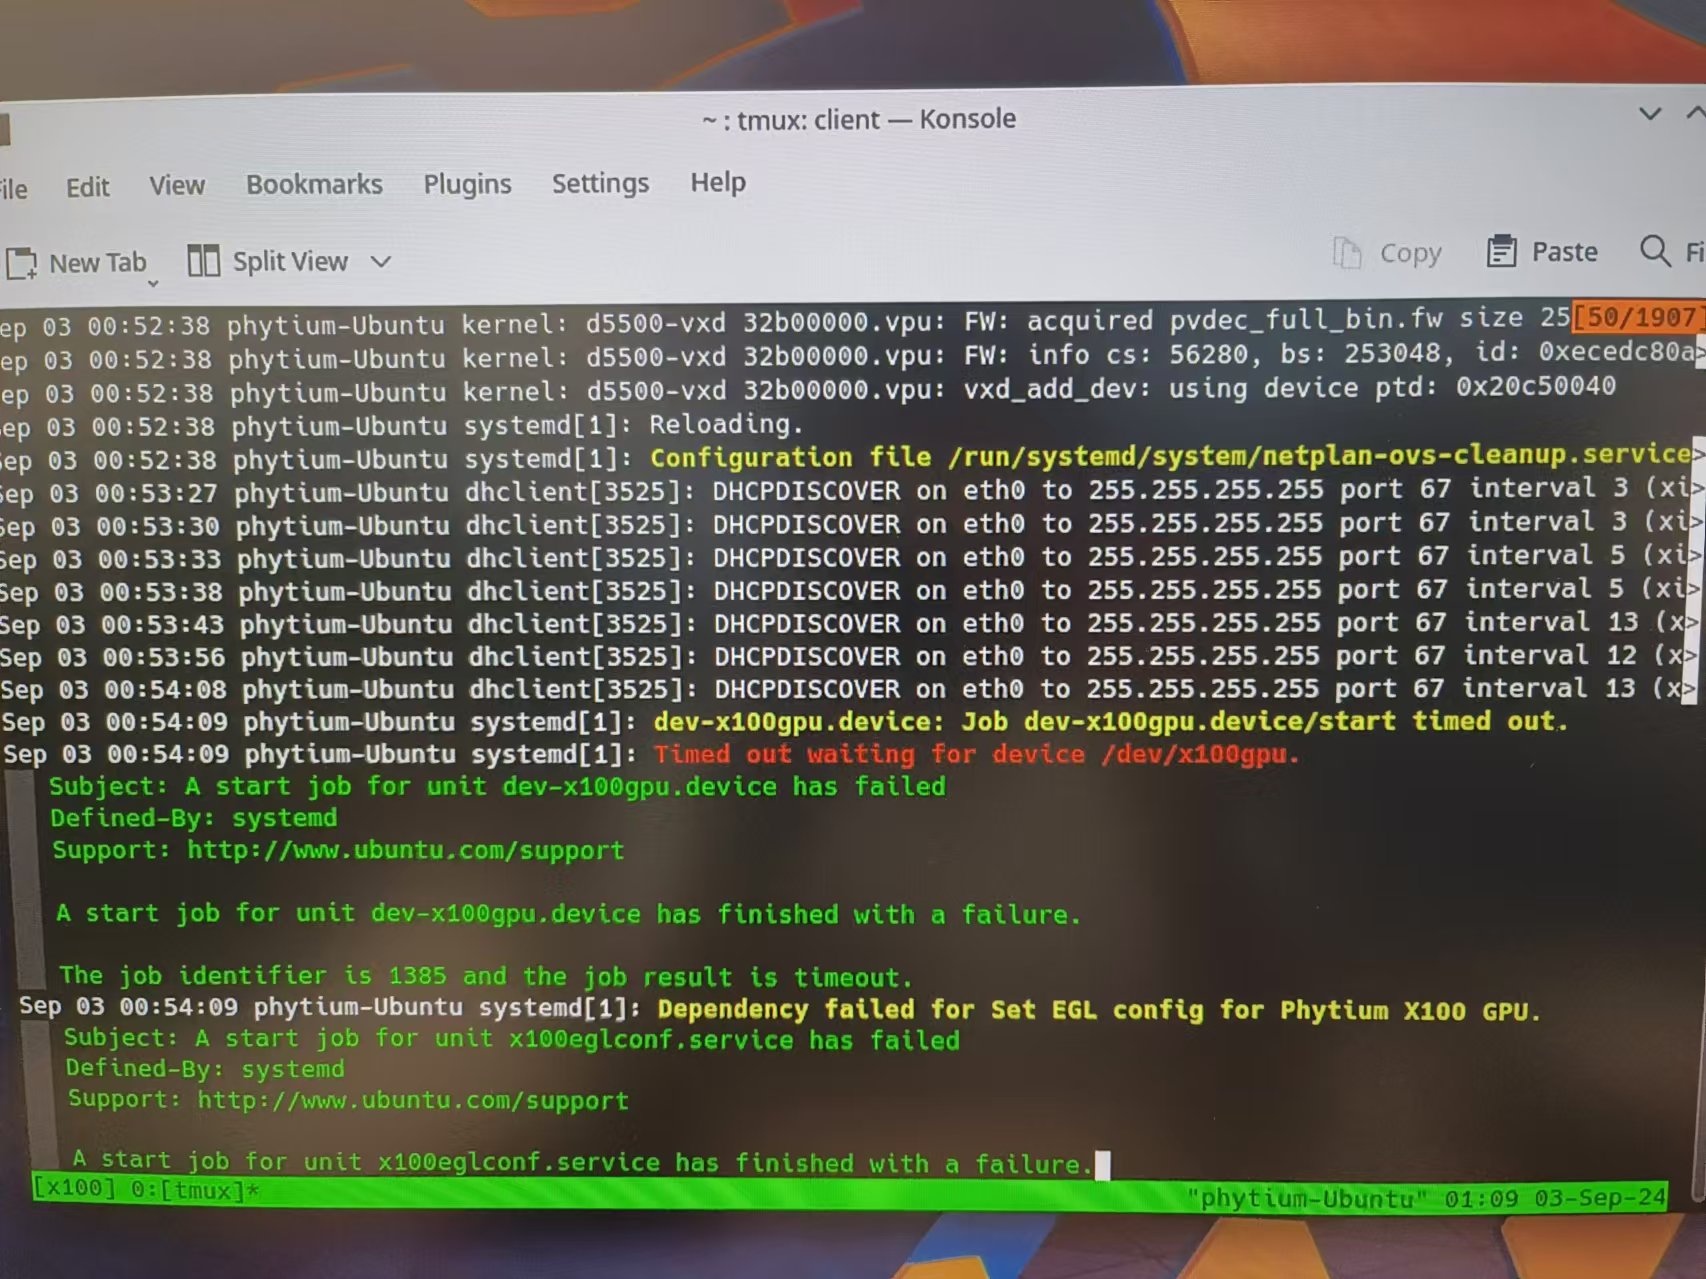 ~ : tmux: client — Konsole
File Edit View Bookmarks Plugins Settings Help
New Tab Split View Copy Paste Fi
ep 03 00:52:38 phytium-Ubuntu kernel: d5500-vxd 32b00000.vpu: FW: acquired pvdec_full_bin.fw size 25[50/1907]
ep 03 00:52:38 phytium-Ubuntu kernel: d5500-vxd 32b00000.vpu: FW: info cs: 56280, bs: 253048, id: 0xecedc80a>
ep 03 00:52:38 phytium-Ubuntu kernel: d5500-vxd 32b00000.vpu: vxd_add_dev: using device ptd: 0x20c50040
ep 03 00:52:38 phytium-Ubuntu systemd[1]: Reloading.
Sep 03 00:52:38 phytium-Ubuntu systemd[1]: Configuration file /run/systemd/system/netplan-ovs-cleanup.service>
Sep 03 00:53:27 phytium-Ubuntu dhclient[3525]: DHCPDISCOVER on eth0 to 255.255.255.255 port 67 interval 3 (xi>
Sep 03 00:53:30 phytium-Ubuntu dhclient[3525]: DHCPDISCOVER on eth0 to 255.255.255.255 port 67 interval 3 (xi>
Sep 03 00:53:33 phytium-Ubuntu dhclient[3525]: DHCPDISCOVER on eth0 to 255.255.255.255 port 67 interval 5 (xi>
Sep 03 00:53:38 phytium-Ubuntu dhclient[3525]: DHCPDISCOVER on eth0 to 255.255.255.255 port 67 interval 5 (xi>
Sep 03 00:53:43 phytium-Ubuntu dhclient[3525]: DHCPDISCOVER on eth0 to 255.255.255.255 port 67 interval 13 (x>
Sep 03 00:53:56 phytium-Ubuntu dhclient[3525]: DHCPDISCOVER on eth0 to 255.255.255.255 port 67 interval 12 (x>
Sep 03 00:54:08 phytium-Ubuntu dhclient[3525]: DHCPDISCOVER on eth0 to 255.255.255.255 port 67 interval 13 (x>
Sep 03 00:54:09 phytium-Ubuntu systemd[1]: dev-x100gpu.device: Job dev-x100gpu.device/start timed out.
Sep 03 00:54:09 phytium-Ubuntu systemd[1]: Timed out waiting for device /dev/x100gpu.
Subject: A start job for unit dev-x100gpu.device has failed
Defined-By: systemd
Support: http://www.ubuntu.com/support
A start job for unit dev-x100gpu.device has finished with a failure.
The job identifier is 1385 and the job result is timeout.
Sep 03 00:54:09 phytium-Ubuntu systemd[1]: Dependency failed for Set EGL config for Phytium X100 GPU.
Subject: A start job for unit x100eglconf.service has failed
Defined-By: systemd
Support: http://www.ubuntu.com/support
A start job for unit x100eglconf.service has finished with a failure.
[x100] 0:[tmux]* "phytium-Ubuntu" 01:09 03-Sep-24